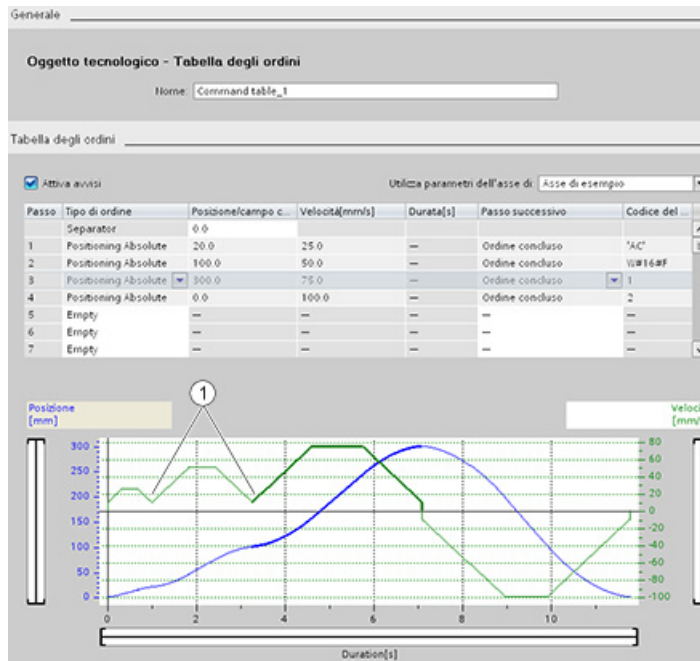 Generale
Oggetto tecnologico - Tabella degli ordini
Nome: Command table_1
Tabella degli ordini
Attiva avvisi Utilizza parametri dell'asse di: Asse di esempio
Passo Tipo di ordine Posizione/campo c... Velocità[mm/s] Durata[s] Passo successivo Codice del ...
Separator 0.0
1 Positioning Absolute 20.0 25.0 — Ordine concluso "AC"
2 Positioning Absolute 100.0 50.0 — Ordine concluso W#16#F
3 Positioning Absolute 300.0 75.0 — Ordine concluso 1
4 Positioning Absolute 0.0 100.0 — Ordine concluso 2
5 Empty — — — — —
6 Empty — — — — —
7 Empty — — — — —
1
Posizione [mm]
Veloci [mm/
300 250 200 150 100 50 0
80 60 40 20 0 -20 -40 -60 -80 -100
0 2 4 6 8 10
Duration[s]